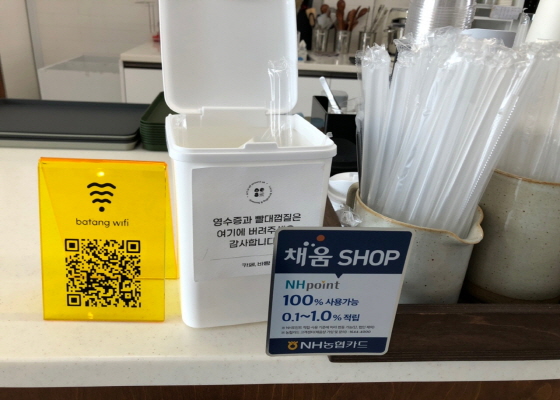 batang wifi
영수증과 빨대껍질은
여기에 버려주세요
감사합니다
채움 SHOP
NHpoint
100% 사용가능
0.1~1.0% 적립
NH농협카드